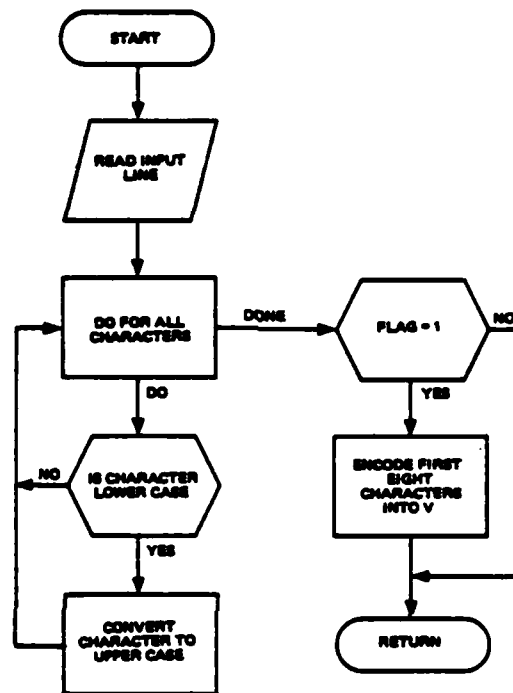 START
READ INPUT
LINE
DO FOR ALL
CHARACTERS
DONE
FLAG = 1
NO
DO
YES
IS CHARACTER
LOWER CASE
NO
YES
ENCODE FIRST
EIGHT
CHARACTERS
INTO V
CONVERT
CHARACTER TO
UPPER CASE
RETURN